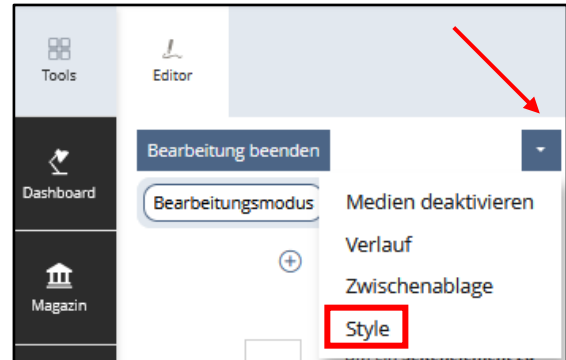 Tools
Editor
Bearbeitung beenden
Dashboard
Bearbeitungsmodus
Medien deaktivieren
Verlauf
Zwischenablage
Magazin
Style